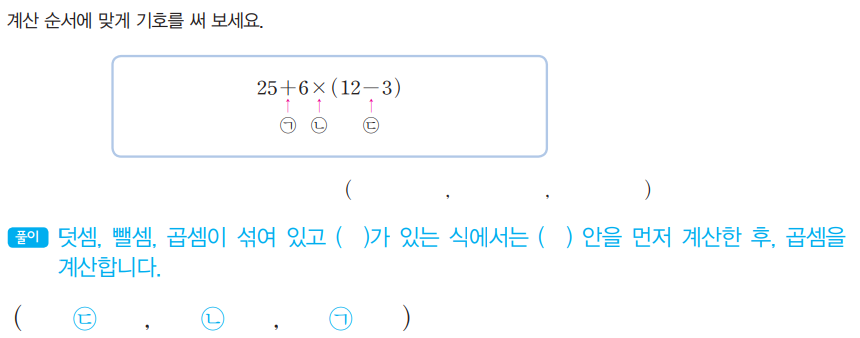 계산 순서에 맞게 기호를 써 보세요.
25+6×(12-3)
↑ ↑ ↑
㉠ ㉡ ㉢
( , , )
풀이 덧셈, 뺄셈, 곱셈이 섞여 있고 ( )가 있는 식에서는 ( ) 안을 먼저 계산한 후, 곱셈을
계산합니다.
( ㉢ , ㉡ , ㉠ )